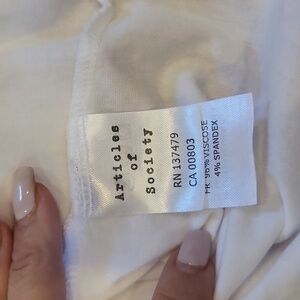 Articles
of
Society
RN 137479
CA 00803
96% VISCOSE
4% SPANDEX